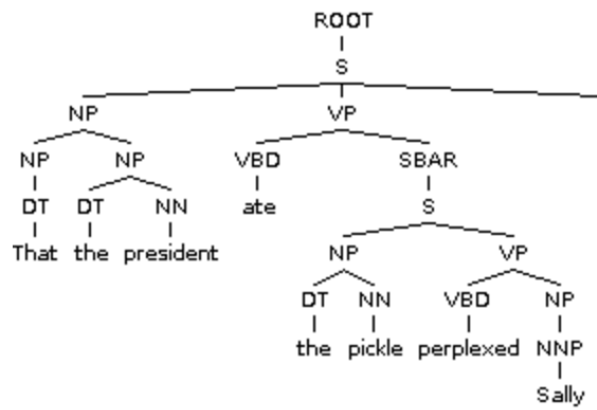 ROOT
S
NP VP
NP NP VBD SBAR
DT DT NN ate S
That the president
NP VP
DT NN VBD NP
the pickle perplexed NNP
Sally